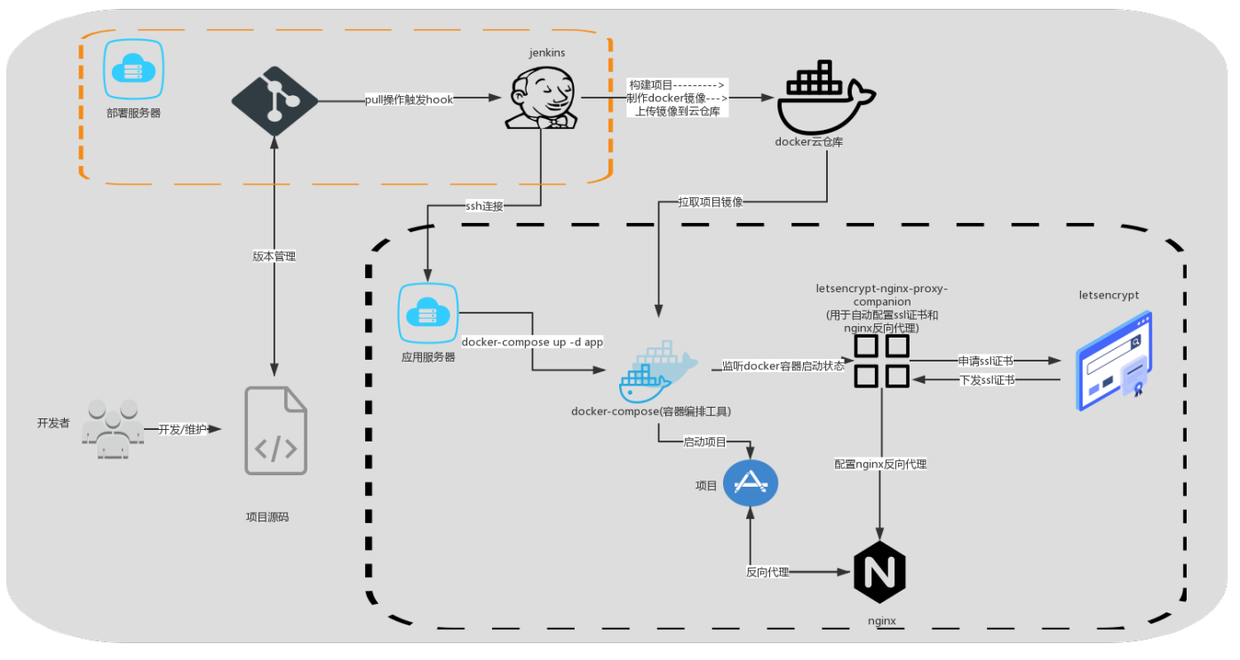 jenkins
部署服务器
pull操作触发hook
构建项目--------->
制作docker镜像--->
上传镜像到云仓库
docker云仓库
ssh连接
拉取项目镜像
版本管理
letsencrypt-nginx-proxy-
companion
(用于自动配置ssl证书和
nginx反向代理)
letsencrypt
应用服务器
docker-compose up -d app
监听docker容器启动状态
申请ssl证书
下发ssl证书
docker-compose(容器编排工具)
开发者
开发/维护
启动项目
配置nginx反向代理
项目
项目源码
反向代理
nginx